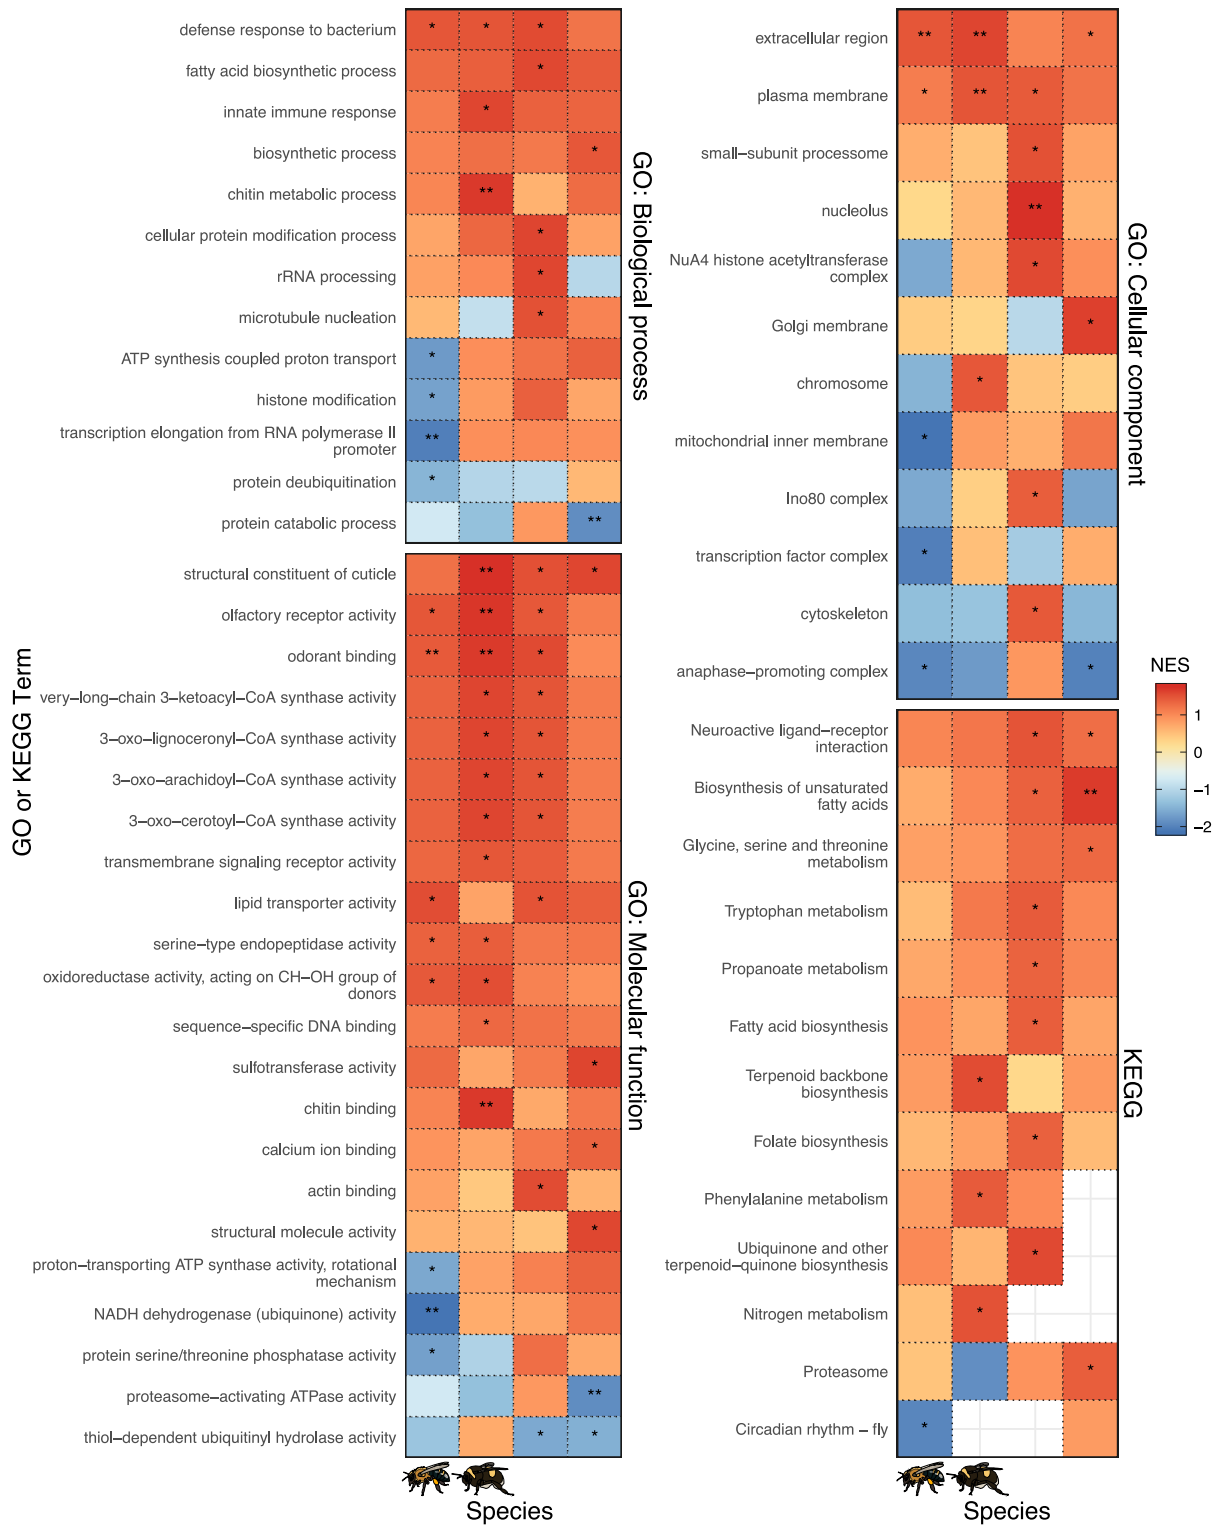 GO or KEGG Term
defense response to bacterium
* * *
fatty acid biosynthetic process
*
innate immune response
*
biosynthetic process
*
chitin metabolic process
**
cellular protein modification process
*
rRNA processing
*
microtubule nucleation
*
ATP synthesis coupled proton transport
*
histone modification
*
transcription elongation from RNA polymerase II
promoter
**
protein deubiquitination
*
protein catabolic process
**
GO: Biological process
structural constituent of cuticle
** * *
olfactory receptor activity
* ** *
odorant binding
** ** *
very−long−chain 3−ketoacyl−CoA synthase activity
* *
3−oxo−lignoceronyl−CoA synthase activity
* *
3−oxo−arachidoyl−CoA synthase activity
* *
3−oxo−cerotoyl−CoA synthase activity
* *
transmembrane signaling receptor activity
*
lipid transporter activity
* *
serine−type endopeptidase activity
* *
oxidoreductase activity, acting on CH−OH group of
donors
* *
sequence−specific DNA binding
*
sulfotransferase activity
*
chitin binding
**
calcium ion binding
*
actin binding
*
structural molecule activity
*
proton−transporting ATP synthase activity, rotational
mechanism
*
NADH dehydrogenase (ubiquinone) activity
**
protein serine/threonine phosphatase activity
*
proteasome−activating ATPase activity
**
thiol−dependent ubiquitinyl hydrolase activity
* *
GO: Molecular function
Species
extracellular region
** ** *
plasma membrane
* ** *
small−subunit processome
*
nucleolus
**
NuA4 histone acetyltransferase
complex
*
Golgi membrane
*
chromosome
*
mitochondrial inner membrane
*
Ino80 complex
*
transcription factor complex
*
cytoskeleton
*
anaphase−promoting complex
* *
GO: Cellular component
Neuroactive ligand−receptor
interaction
* *
Biosynthesis of unsaturated
fatty acids
* **
Glycine, serine and threonine
metabolism
*
Tryptophan metabolism
*
Propanoate metabolism
*
Fatty acid biosynthesis
*
Terpenoid backbone
biosynthesis
*
Folate biosynthesis
*
Phenylalanine metabolism
*
Ubiquinone and other
terpenoid−quinone biosynthesis
*
Nitrogen metabolism
*
Proteasome
*
Circadian rhythm − fly
*
KEGG
Species
NES
1
0
−1
−2